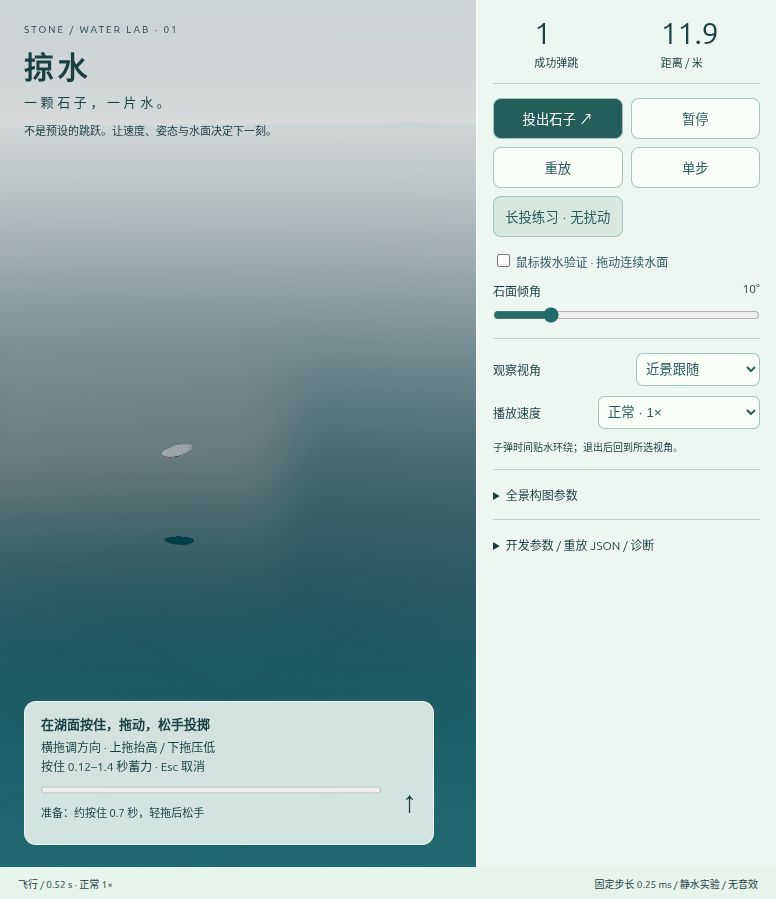 STONE / WATER LAB · 01
掠水
一颗石子，一片水。
不是预设的跳跃。让速度、姿态与水面决定下一刻。
1
成功弹跳
11.9
距离 / 米
投出石子 ↗
暂停
重放
单步
长投练习 · 无扰动
鼠标拨水验证 · 拖动连续水面
石面倾角
10°
观察视角
近景跟随
播放速度
正常 · 1×
子弹时间贴水环绕；退出后回到所选视角。
▶ 全景构图参数
▶ 开发参数 / 重放 JSON / 诊断
在湖面按住，拖动，松手投掷
横拖调方向 · 上拖抬高 / 下拖压低
按住 0.12–1.4 秒蓄力 · Esc 取消
↑
准备：约按住 0.7 秒，轻拖后松手
飞行 / 0.52 s · 正常 1×
固定步长 0.25 ms / 静水实验 / 无音效